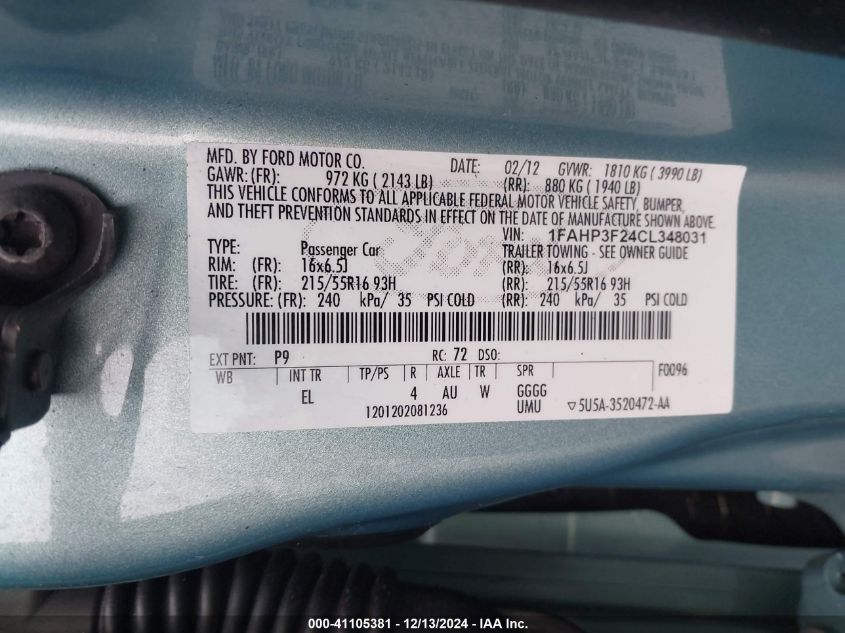 MFD. BY FORD MOTOR CO. DATE: 02/12 GVWR: 1810 KG ( 3990 LB)
GAWR: (FR): 972 KG ( 2143 LB) (RR): 880 KG ( 1940 LB)
THIS VEHICLE CONFORMS TO ALL APPLICABLE FEDERAL MOTOR VEHICLE SAFETY, BUMPER,
AND THEFT PREVENTION STANDARDS IN EFFECT ON THE DATE OF MANUFACTURE SHOWN ABOVE.
VIN: 1FAHP3F24CL348031
TYPE: Passenger Car TRAILER TOWING - SEE OWNER GUIDE
RIM: (FR): 16x6.5J (RR): 16x6.5J
TIRE: (FR): 215/55R16 93H (RR): 215/55R16 93H
PRESSURE: (FR): 240 kPa/ 35 PSI COLD (RR): 240 kPa/ 35 PSI COLD
EXT PNT: P9 RC: 72 DSO:
WB INT TR TP/PS R AXLE TR SPR F0096
EL 4 AU W GGGG
1201202081236 UMU ▽5U5A-3520472-AA
000-41105381 - 12/13/2024 - IAAI.com